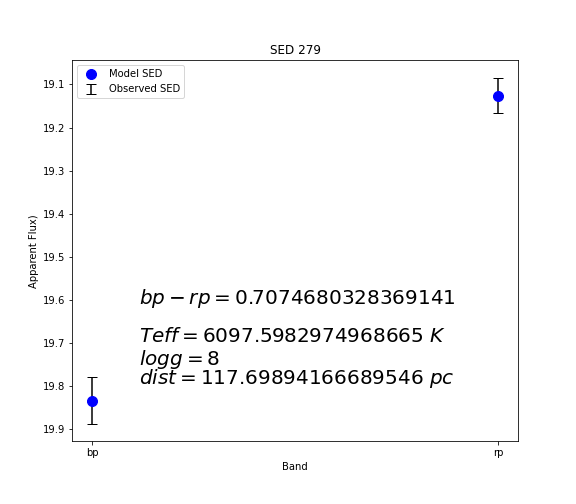 SED 279
Model SED
Observed SED
19.1
19.2
19.3
19.4
19.5
19.6
19.7
19.8
19.9
Apparent Flux)
bp − rp = 0.7074680328369141
Teff = 6097.5982974968665 K
logg = 8
dist = 117.69894166689546 pc
bp
rp
Band